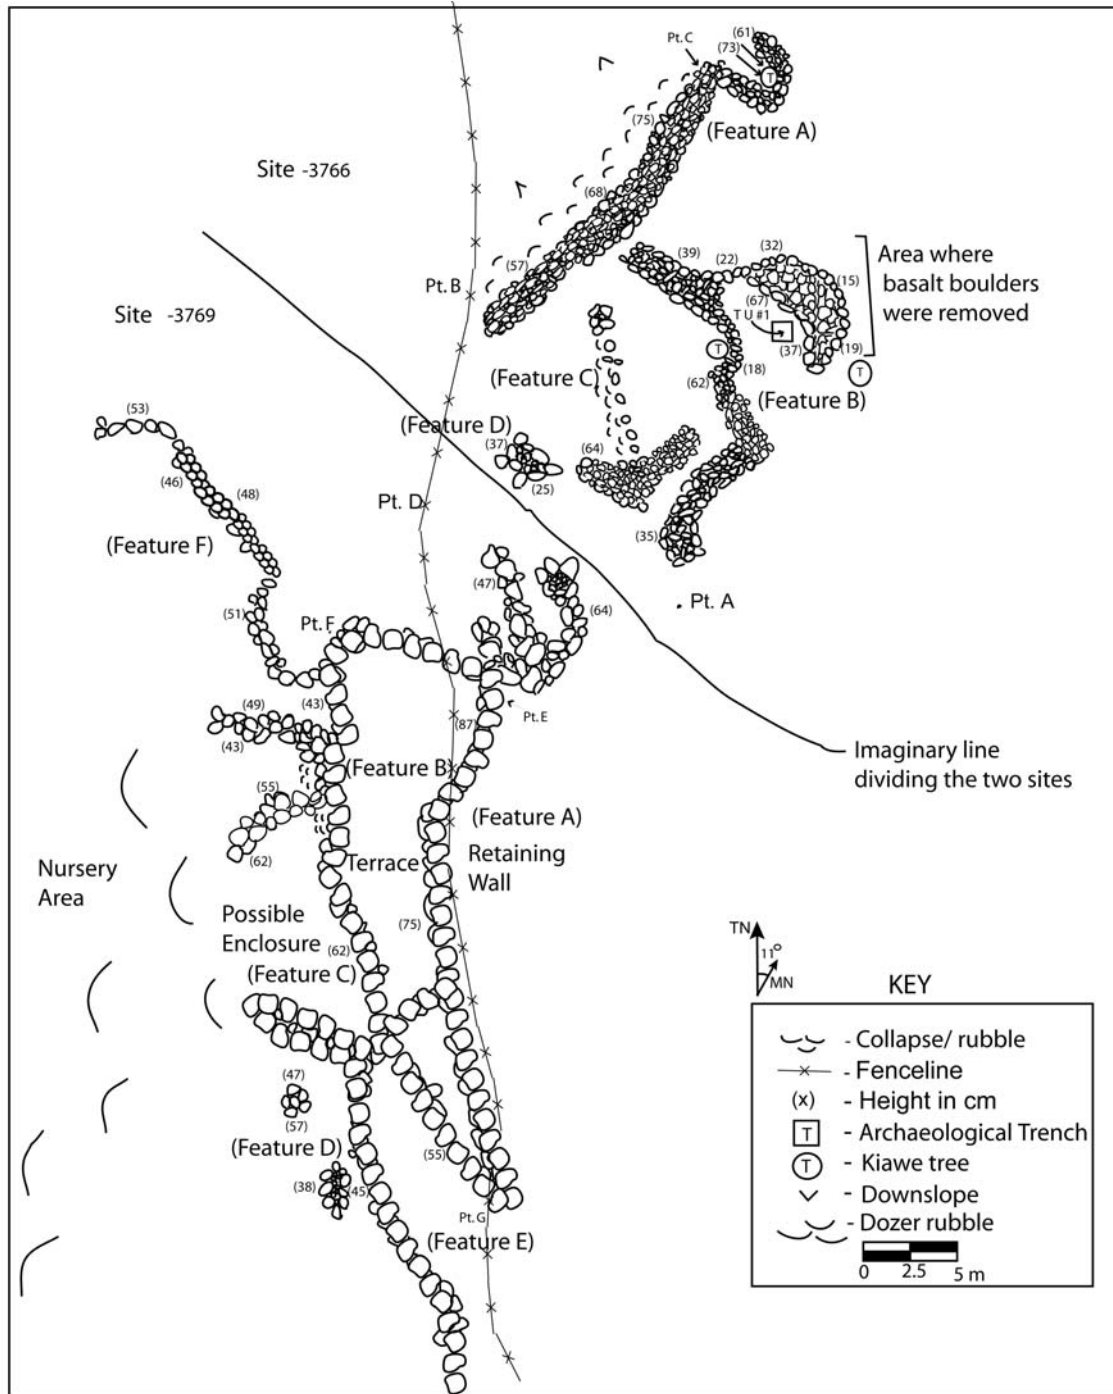 (61)
Pt. C
(73)
T
(75)
(Feature A)
Site -3766
(68)
(57)
Pt. B
(39)
(22)
(32)
(15)
Area where
basalt boulders
were removed
(67)
T U #1
T
(37)
(19)
T
(18)
T
(62)
(Feature B)
Site -3769
(Feature C)
(Feature D)
(37)
(25)
(64)
(35)
Pt. D
Pt. A
(53)
(46)
(48)
(Feature F)
(51)
(47)
(64)
Pt. F
Pt. E
(43)
(87)
(49)
(43)
(Feature B)
(55)
(62)
(Feature A)
Retaining
Wall
Terrace
Imaginary line
dividing the two sites
Nursery
Area
Possible
Enclosure
(62)
(75)
(Feature C)
(47)
(57)
(Feature D)
(38)
(45)
(55)
Pt. G
(Feature E)
TN
11°
MN
KEY
- Collapse/ rubble
- Fenceline
(x) - Height in cm
T - Archaeological Trench
T - Kiawe tree
- Downslope
- Dozer rubble
0 2.5 5 m